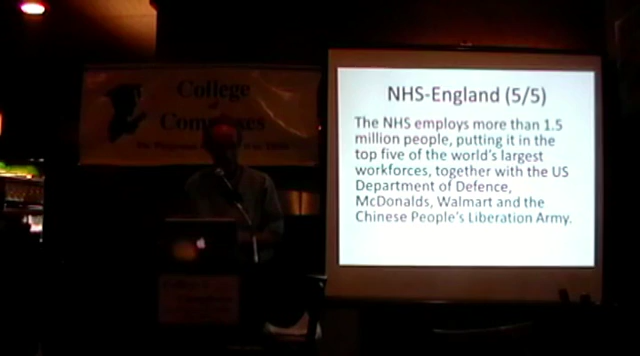 College
of
Complexes
NHS-England (5/5)
The NHS employs more than 1.5
million people, putting it in the
top five of the world's largest
workforces, together with the US
Department of Defence,
McDonalds, Walmart and the
Chinese People's Liberation Army.